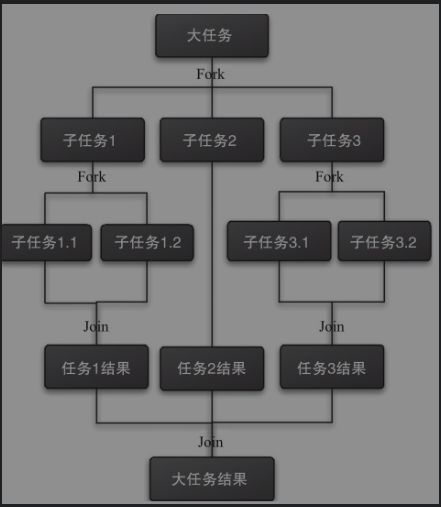 大任务
Fork
子任务1
子任务2
子任务3
Fork
Fork
子任务1.1
子任务1.2
子任务3.1
子任务3.2
Join
Join
任务1结果
任务2结果
任务3结果
Join
大任务结果